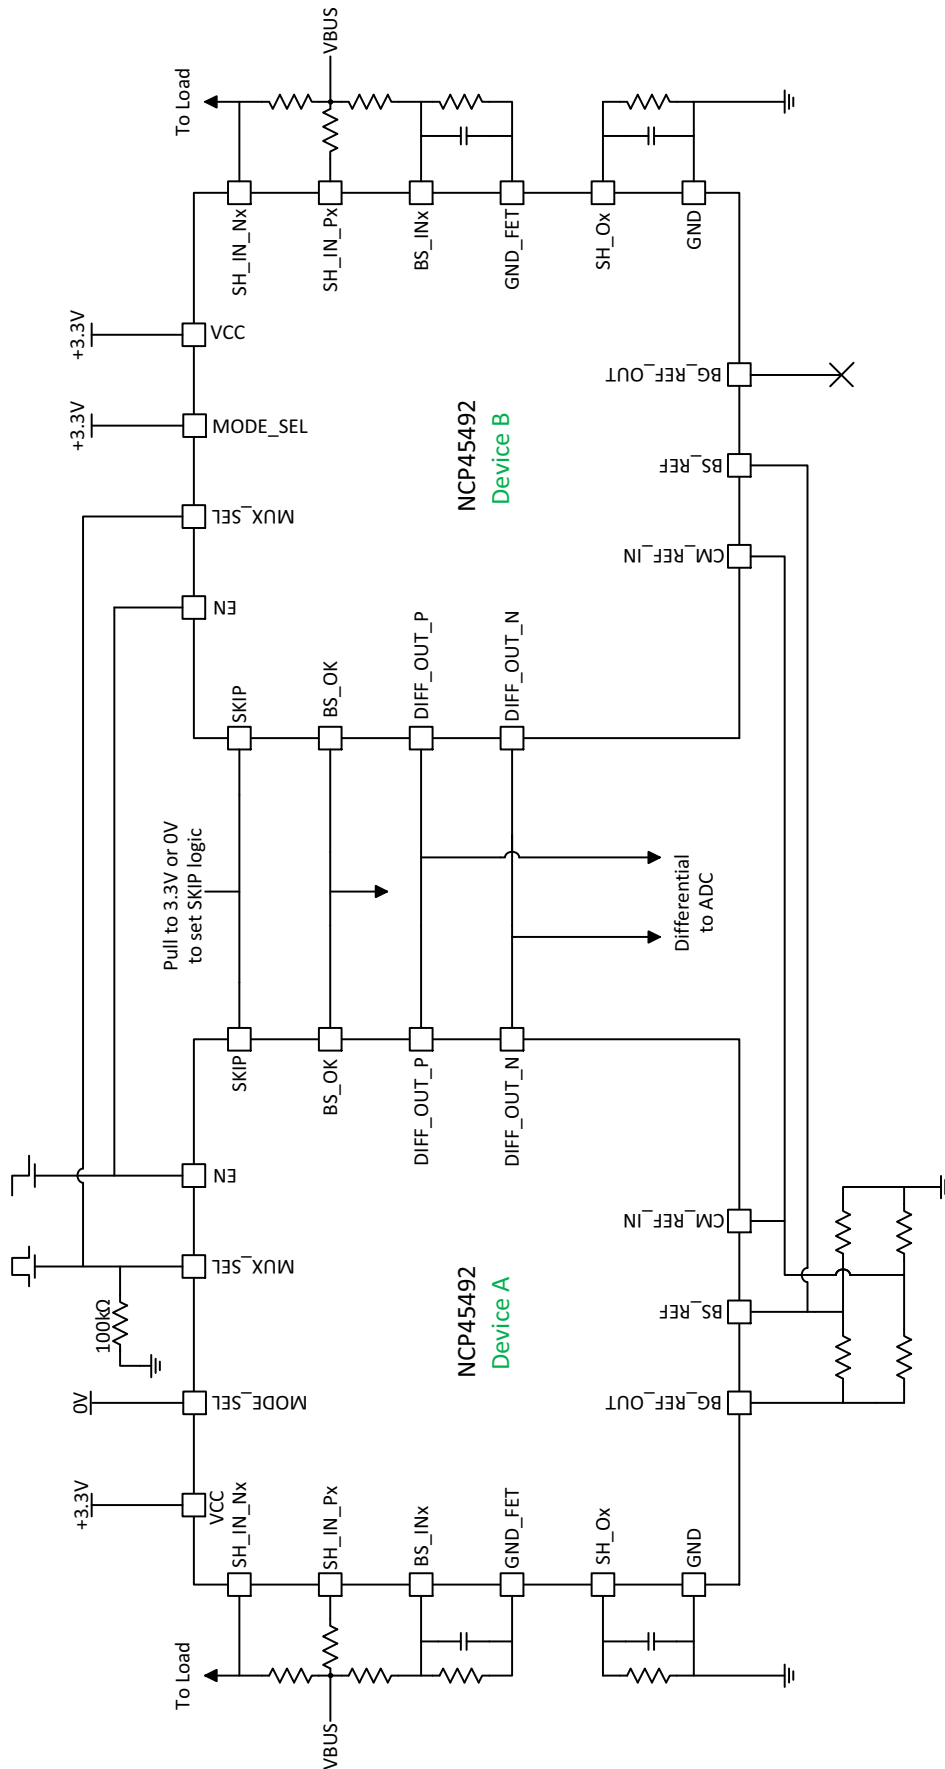 +3.3V
0V
100kΩ
+3.3V
+3.3V
To Load
VCC
MODE_SEL
MUX_SEL
EN
Pull to 3.3V or 0V
to set SKIP logic
EN
MUX_SEL
MODE_SEL
VCC
To Load
SH_IN_Nx
SKIP
SKIP
SH_IN_Nx
VBUS
SH_IN_Px
BS_OK
BS_OK
SH_IN_Px
VBUS
BS_INx
DIFF_OUT_P
DIFF_OUT_P
BS_INx
GND_FET
NCP45492
Device A
DIFF_OUT_N
DIFF_OUT_N
NCP45492
Device B
GND_FET
SH_Ox
SH_Ox
GND
BG_REF_OUT
BS_REF
CM_REF_IN
Differential
to ADC
CM_REF_IN
BS_REF
BG_REF_OUT
GND